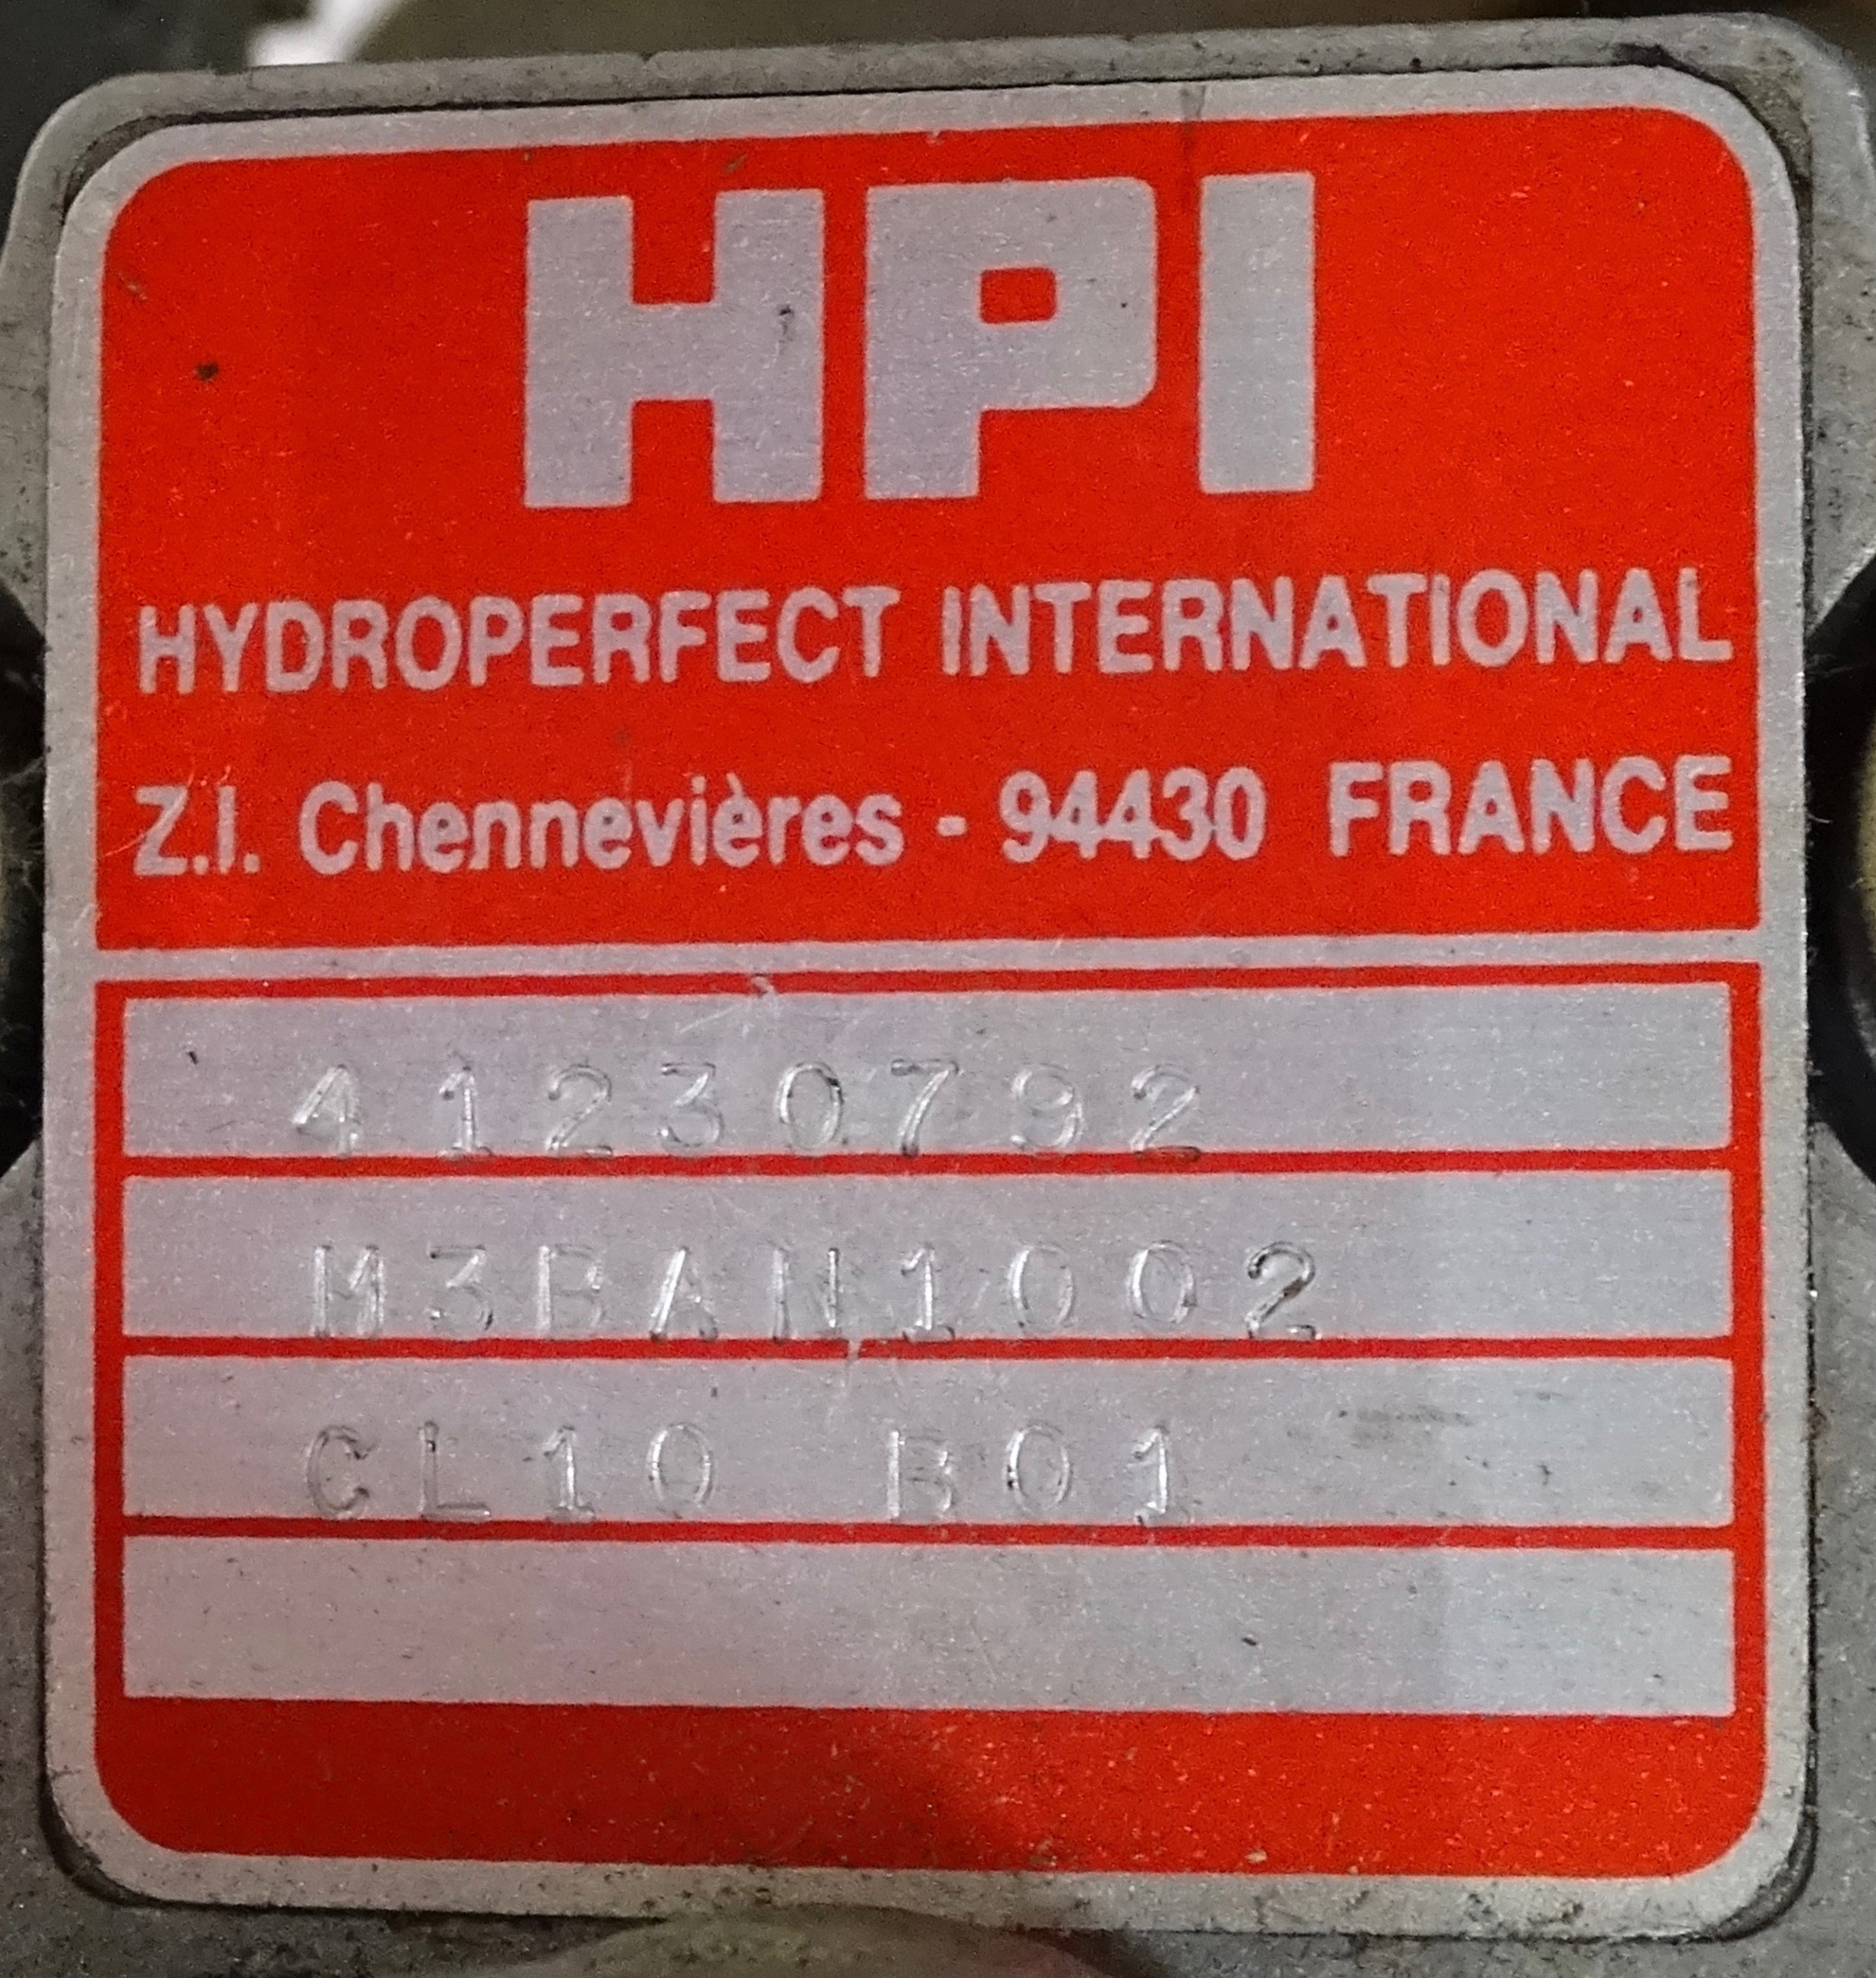 HPI
HYDROPERFECT INTERNATIONAL
Z.I. Chennevières - 94430 FRANCE
41230792
M3BAN1002
CL10 B01